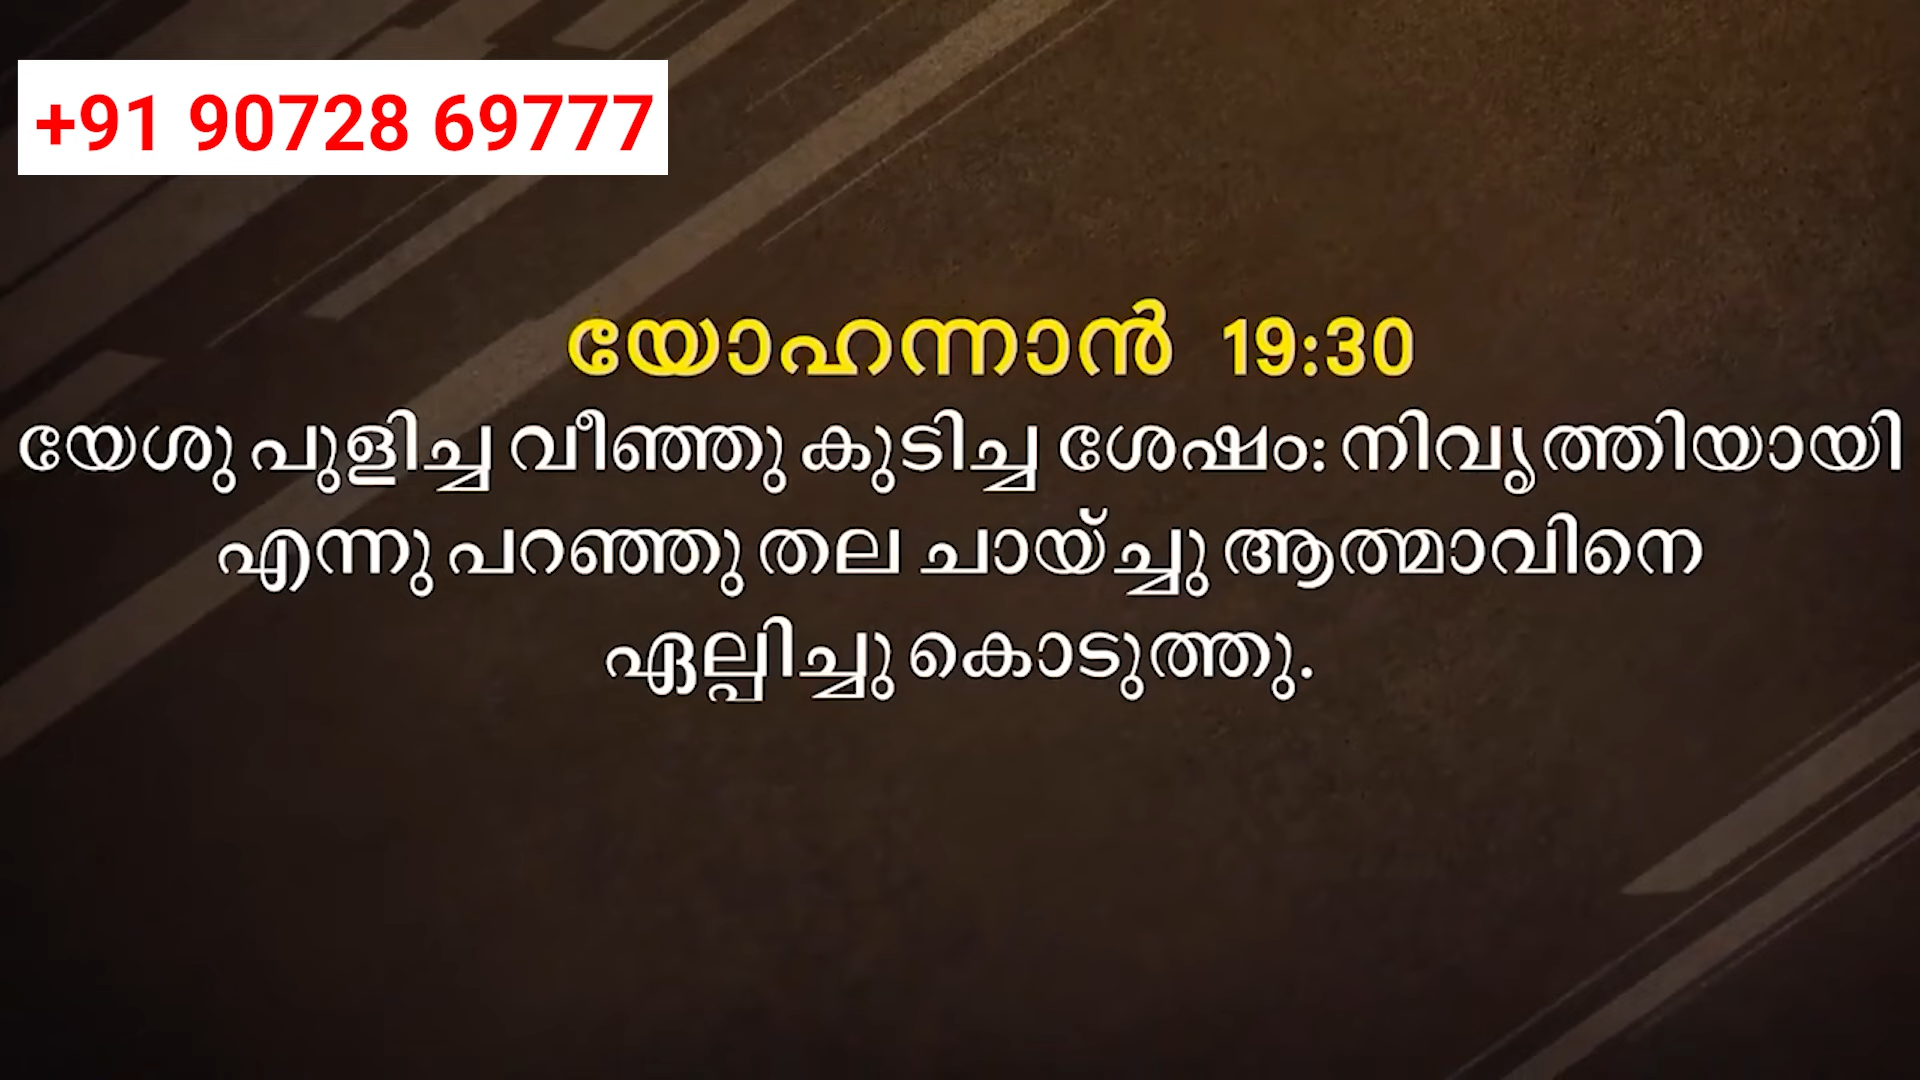 +91 90728 69777
യോഹന്നാൻ 19:30
യേശു പുളിച്ച വീഞ്ഞു കുടിച്ച ശേഷം: നിവൃത്തിയായി
എന്നു പറഞ്ഞു തല ചായ്ച്ചു ആത്മാവിനെ
ഏല്പിച്ചു കൊടുത്തു.